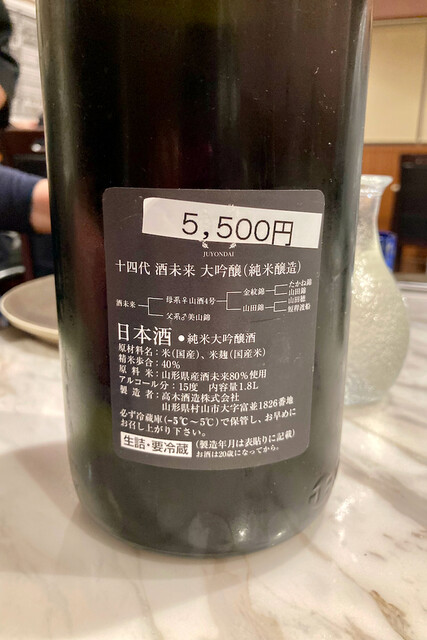 5,500円
JUYONDAI
十四代 酒未来 大吟醸(純米醸造)
酒未来
母系♀山酒4号
金紋錦
たかね錦
山田錦
山田錦
山田穂
短稈渡船
父系♂美山錦
日本酒●純米大吟醸酒
原材料名:米(国産)、米麹(国産米)
精米歩合:40%
原料米:山形県産酒未来80%使用
アルコール分:15度 内容量1.8L
製造者:高木酒造株式会社
山形県村山市大字富並1826番地
必ず冷蔵庫(-5℃~5℃)で保管し、お早めに
お召し上がり下さい。
生詰・要冷蔵
(製造年月は表貼りに記載)
お酒は20歳になってから。